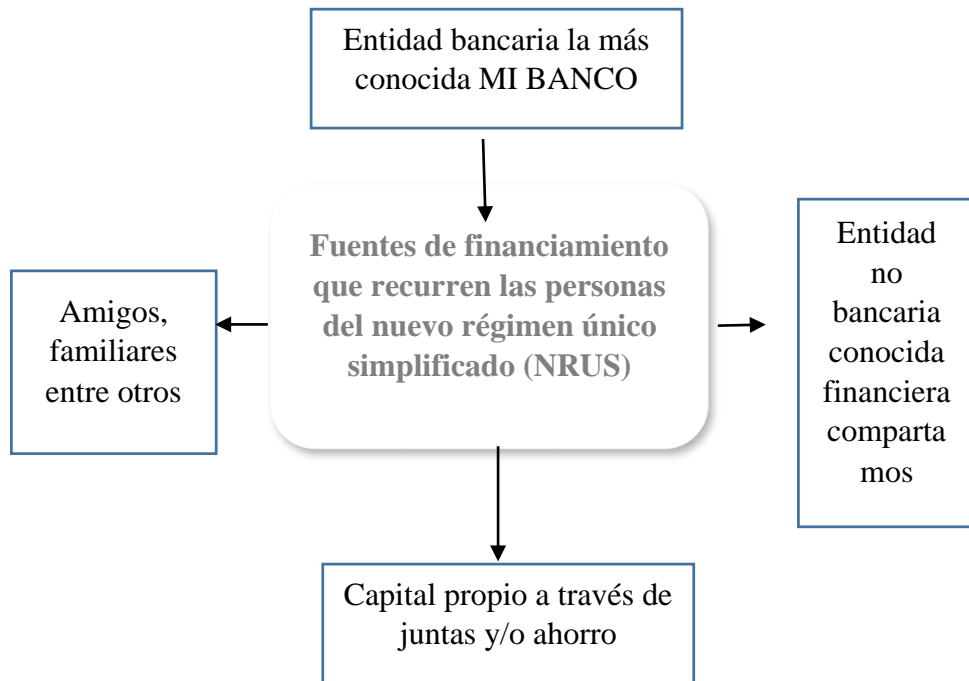 Entidad bancaria la más
conocida MI BANCO
Fuentes de financiamiento
que recurren las personas
del nuevo régimen único
simplificado (NRUS)
Amigos,
familiares
entre otros
Entidad
no
bancaria
conocida
financiera
comparta
mos
Capital propio a través de
juntas y/o ahorro